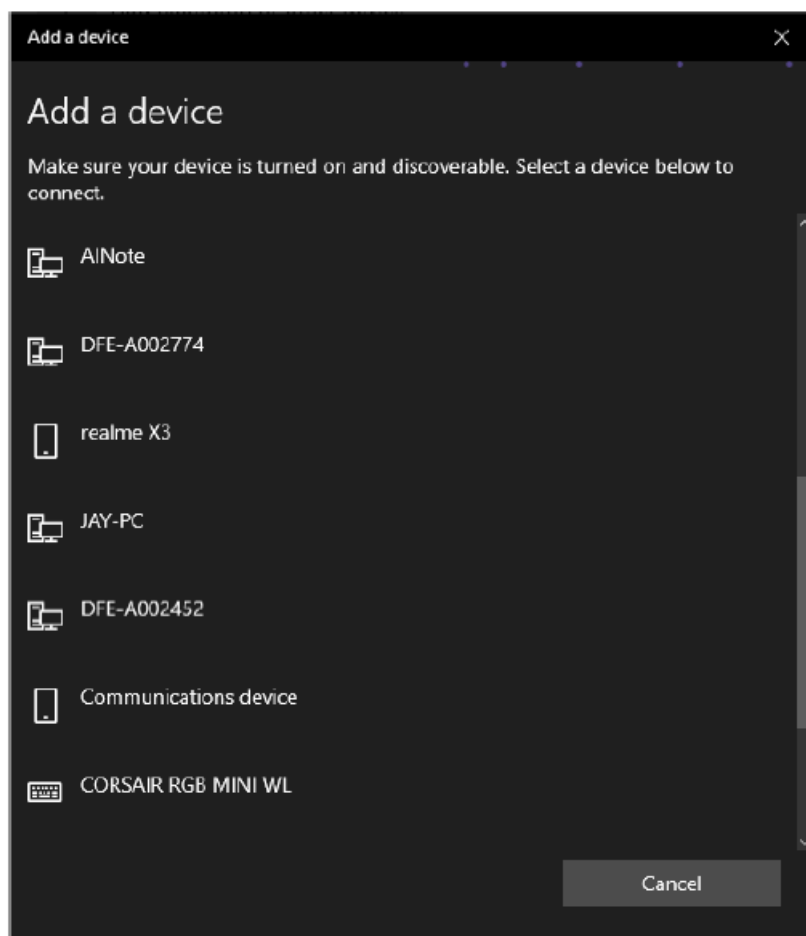 Add a device
Add a device
Make sure your device is turned on and discoverable. Select a device below to
connect.
AINote
DFE-A002774
realme X3
JAY-PC
DFE-A002452
Communications device
CORSAIR RGB MINI WL
Cancel